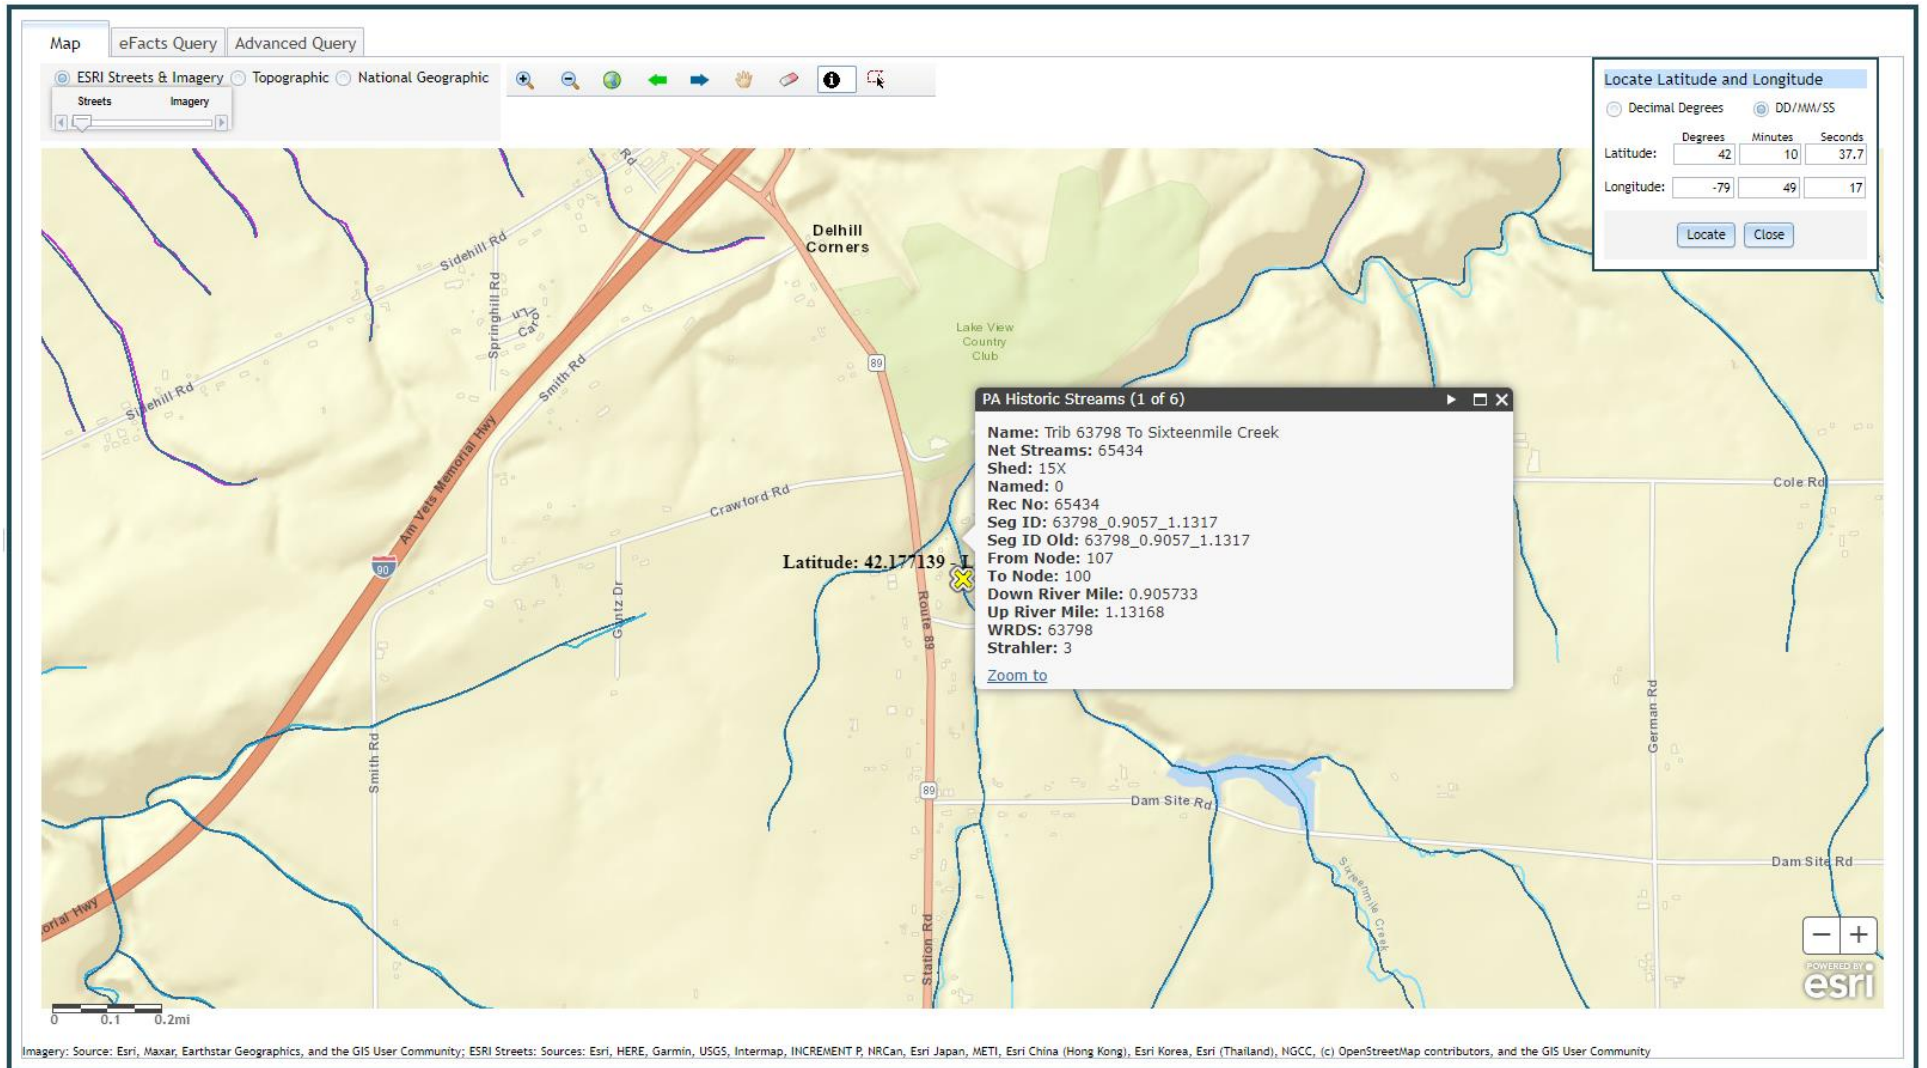 Map eFacts Query Advanced Query
ESRI Streets & Imagery Topographic National Geographic
Streets Imagery
Locate Latitude and Longitude
Decimal Degrees DD/MM/SS
Degrees Minutes Seconds
Latitude: 42 10 37.7
Longitude: -79 49 17
Locate Close
Rd
Delhill
Corners
Sidehill Rd
Springhill Rd
Caro Ln
Smith Rd
Sidehill Rd
Lake View
Country
Club
89
Am Vets Memorial Hwy
90
Crawford Rd
Cole Rd
PA Historic Streams (1 of 6)
Name: Trib 63798 To Sixteenmile Creek
Net Streams: 65434
Shed: 15X
Named: 0
Rec No: 65434
Seg ID: 63798_0.9057_1.1317
Seg ID Old: 63798_0.9057_1.1317
From Node: 107
To Node: 100
Down River Mile: 0.905733
Up River Mile: 1.13168
WRDS: 63798
Strahler: 3
Zoom to
Latitude: 42.177139 - L
Route 89
Gantz Dr
Smith Rd
German Rd
89
Dam Site Rd
Dam Site Rd
Sixteenmile Creek
Station Rd
orial Hwy
− +
POWERED BY
esri
0 0.1 0.2mi
Imagery: Source: Esri, Maxar, Earthstar Geographics, and the GIS User Community; ESRI Streets: Sources: Esri, HERE, Garmin, USGS, Intermap, INCREMENT P, NRCan, Esri Japan, METI, Esri China (Hong Kong), Esri Korea, Esri (Thailand), NGCC, (c) OpenStreetMap contributors, and the GIS User Community